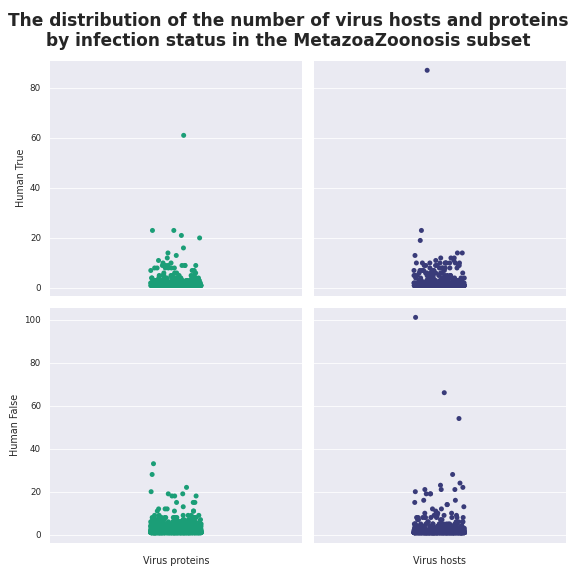 The distribution of the number of virus hosts and proteins
by infection status in the MetazoaZoonosis subset
80
60
40
20
0
Human True
100
80
60
40
20
0
Human False
Virus proteins
Virus hosts